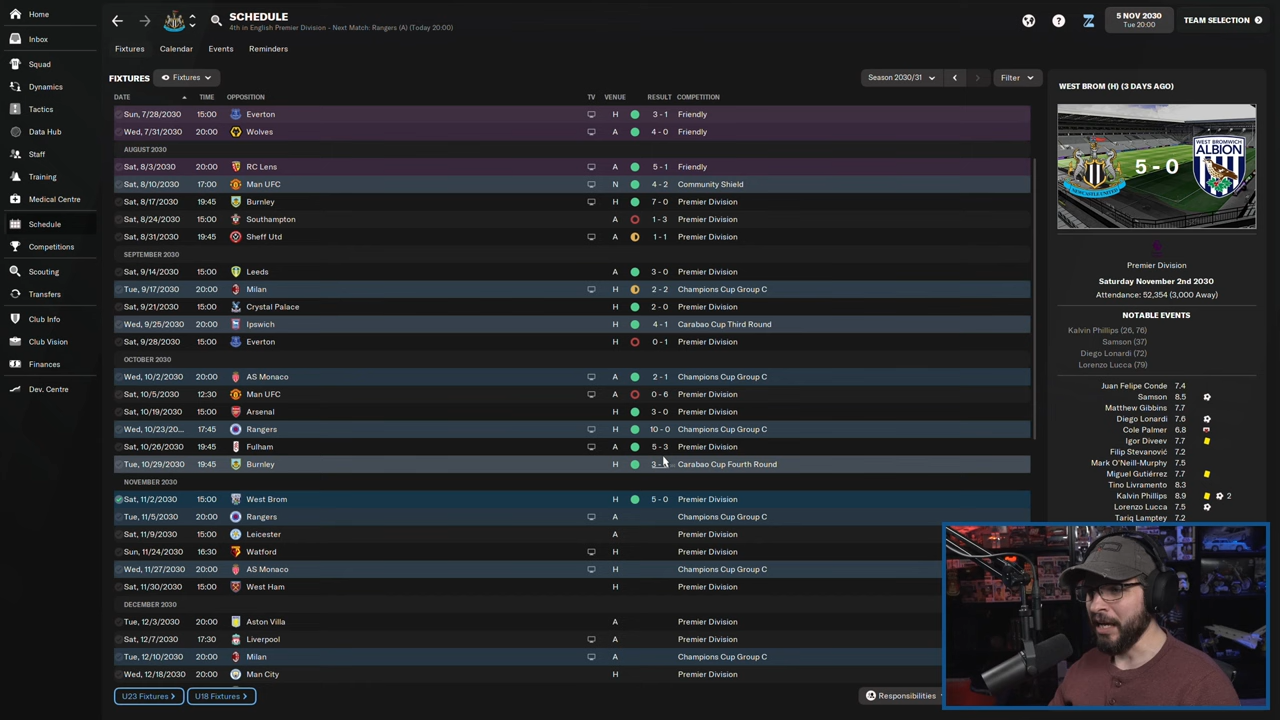 Home
Inbox
Squad
Dynamics
Tactics
Data Hub
Staff
Training
Medical Centre
Schedule
Competitions
Scouting
Transfers
Club Info
Club Vision
Finances
Dev. Centre
SCHEDULE
4th in English Premier Division - Next Match: Rangers (A) (Today 20:00)
5 NOV 2030
Tue 20:00
TEAM SELECTION
Fixtures Calendar Events Reminders
FIXTURES Fixtures Season 2030/31 Filter
DATE TIME OPPOSITION TV VENUE RESULT COMPETITION
Sun, 7/28/2030 15:00 Everton H 3 - 1 Friendly
Wed, 7/31/2030 20:00 Wolves A 4 - 0 Friendly
AUGUST 2030
Sat, 8/3/2030 20:00 RC Lens A 5 - 1 Friendly
Sat, 8/10/2030 17:00 Man UFC N 4 - 2 Community Shield
Sat, 8/17/2030 19:45 Burnley H 7 - 0 Premier Division
Sat, 8/24/2030 15:00 Southampton A 1 - 3 Premier Division
Sat, 8/31/2030 19:45 Sheff Utd A 1 - 1 Premier Division
SEPTEMBER 2030
Sat, 9/14/2030 15:00 Leeds A 3 - 0 Premier Division
Tue, 9/17/2030 20:00 Milan H 2 - 2 Champions Cup Group C
Sat, 9/21/2030 15:00 Crystal Palace H 2 - 0 Premier Division
Wed, 9/25/2030 20:00 Ipswich H 4 - 1 Carabao Cup Third Round
Sat, 9/28/2030 15:00 Everton H 0 - 1 Premier Division
OCTOBER 2030
Wed, 10/2/2030 20:00 AS Monaco A 2 - 1 Champions Cup Group C
Sat, 10/5/2030 12:30 Man UFC A 0 - 6 Premier Division
Sat, 10/19/2030 15:00 Arsenal H 3 - 0 Premier Division
Wed, 10/23/20... 17:45 Rangers H 10 - 0 Champions Cup Group C
Sat, 10/26/2030 19:45 Fulham A 5 - 3 Premier Division
Tue, 10/29/2030 19:45 Burnley H 3 - Carabao Cup Fourth Round
NOVEMBER 2030
Sat, 11/2/2030 15:00 West Brom H 5 - 0 Premier Division
Tue, 11/5/2030 20:00 Rangers A Champions Cup Group C
Sat, 11/9/2030 15:00 Leicester A Premier Division
Sun, 11/24/2030 16:30 Watford H Premier Division
Wed, 11/27/2030 20:00 AS Monaco H Champions Cup Group C
Sat, 11/30/2030 15:00 West Ham H Premier Division
DECEMBER 2030
Tue, 12/3/2030 20:00 Aston Villa A Premier Division
Sat, 12/7/2030 17:30 Liverpool A Premier Division
Tue, 12/10/2030 20:00 Milan A Champions Cup Group C
Wed, 12/18/2030 20:00 Man City H Premier Division
U23 Fixtures U18 Fixtures Responsibilities
WEST BROM (H) (3 DAYS AGO)
5 - 0
NEWCASTLE UNITED
WEST BROMWICH
ALBION
Premier Division
Saturday November 2nd 2030
Attendance: 52,354 (3,000 Away)
NOTABLE EVENTS
Kalvin Phillips (26, 76)
Samson (37)
Diego Lonardi (72)
Lorenzo Lucca (79)
Juan Felipe Conde 7.4
Samson 8.5
Matthew Gibbins 7.7
Diego Lonardi 7.6
Cole Palmer 6.8
Igor Diveev 7.7
Filip Stevanović 7.2
Mark O'Neill-Murphy 7.5
Miguel Gutiérrez 7.7
Tino Livramento 8.3
Kalvin Phillips 8.9 2
Lorenzo Lucca 7.5
Tariq Lamptey 7.2